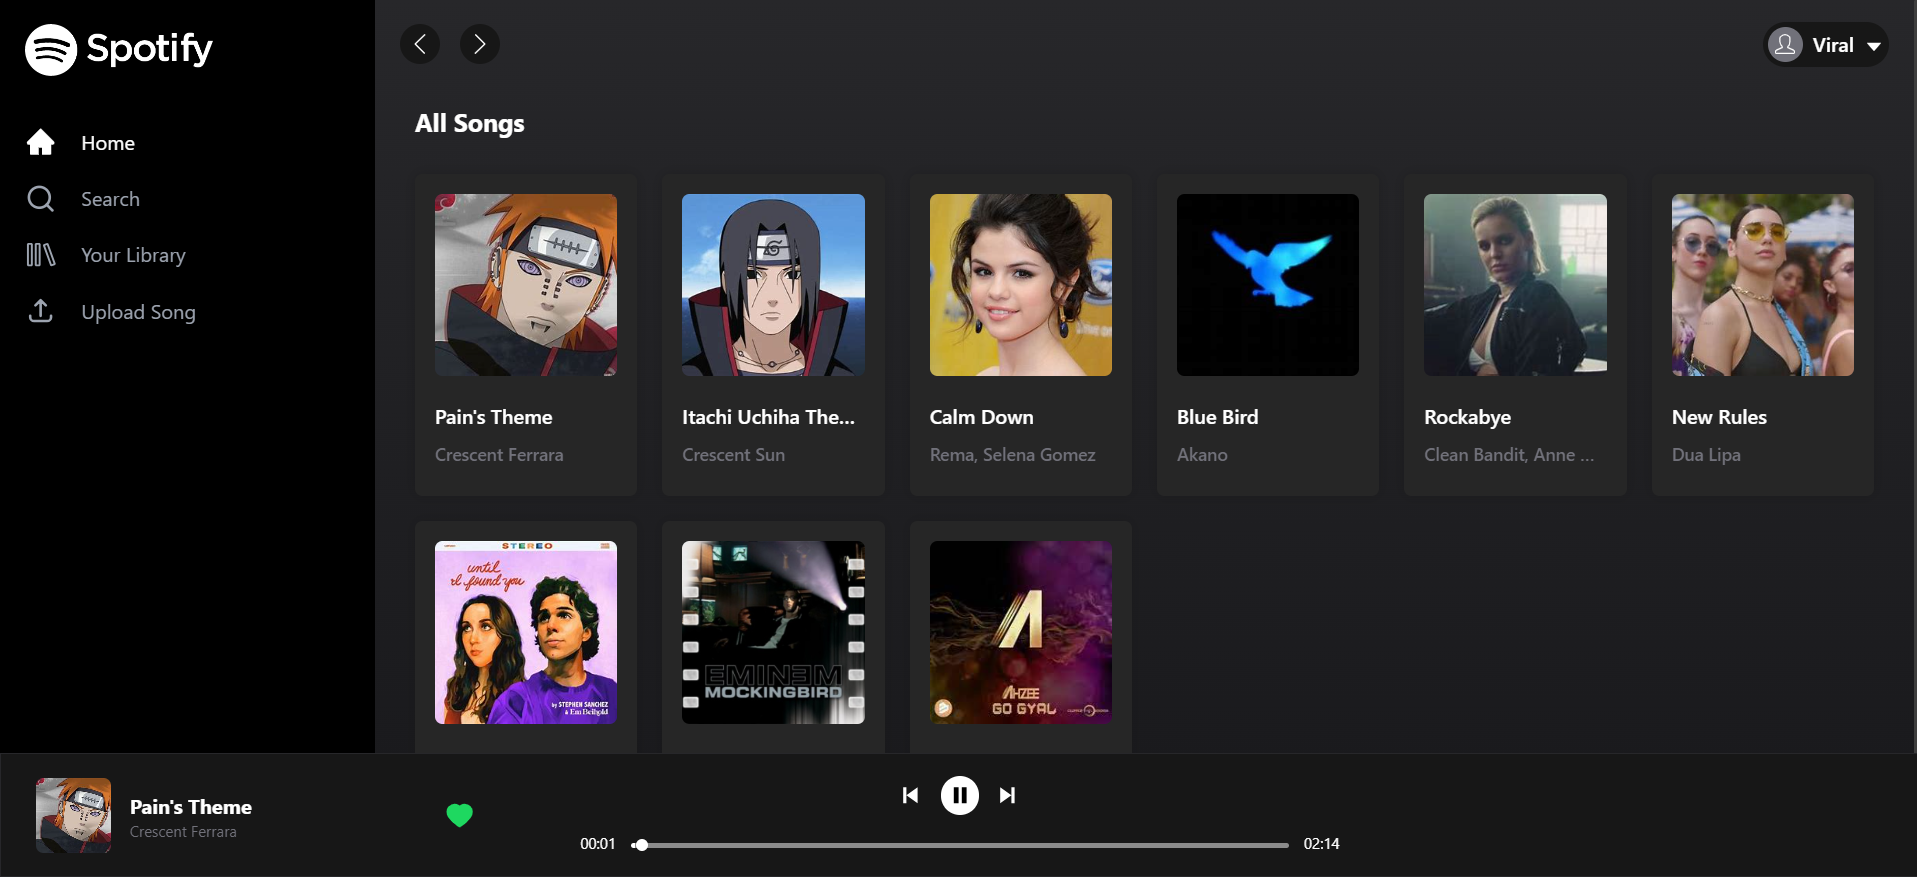 Spotify
Viral
Home
Search
Your Library
Upload Song
All Songs
Pain's Theme
Crescent Ferrara
Itachi Uchiha The...
Crescent Sun
Calm Down
Rema, Selena Gomez
Blue Bird
Akano
Rockabye
Clean Bandit, Anne ...
New Rules
Dua Lipa
STEREO
until
I found you
by STEPHEN SANCHEZ
& Em Beihold
EMINEM
MOCKINGBIRD
AHZEE
GO GYAL
Pain's Theme
Crescent Ferrara
00:01
02:14